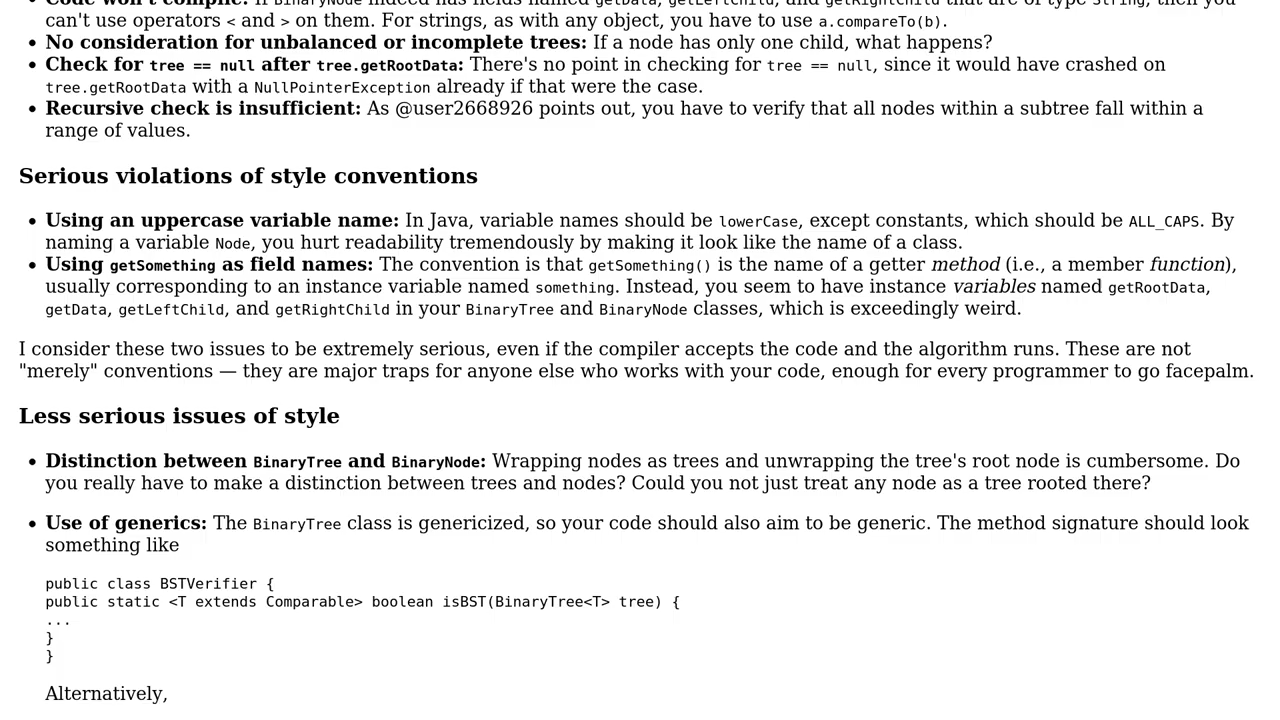 Code won't compile: If BinaryNode indeed has fields named getData, getLeftChild, and getRightChild that are of type String, then you
can't use operators < and > on them. For strings, as with any object, you have to use a.compareTo(b).
• No consideration for unbalanced or incomplete trees: If a node has only one child, what happens?
• Check for tree == null after tree.getRootData: There's no point in checking for tree == null, since it would have crashed on
tree.getRootData with a NullPointerException already if that were the case.
• Recursive check is insufficient: As @user2668926 points out, you have to verify that all nodes within a subtree fall within a
range of values.
Serious violations of style conventions
• Using an uppercase variable name: In Java, variable names should be lowerCase, except constants, which should be ALL_CAPS. By
naming a variable Node, you hurt readability tremendously by making it look like the name of a class.
• Using getSomething as field names: The convention is that getSomething() is the name of a getter method (i.e., a member function),
usually corresponding to an instance variable named something. Instead, you seem to have instance variables named getRootData,
getData, getLeftChild, and getRightChild in your BinaryTree and BinaryNode classes, which is exceedingly weird.
I consider these two issues to be extremely serious, even if the compiler accepts the code and the algorithm runs. These are not
"merely" conventions — they are major traps for anyone else who works with your code, enough for every programmer to go facepalm.
Less serious issues of style
• Distinction between BinaryTree and BinaryNode: Wrapping nodes as trees and unwrapping the tree's root node is cumbersome. Do
you really have to make a distinction between trees and nodes? Could you not just treat any node as a tree rooted there?
• Use of generics: The BinaryTree class is genericized, so your code should also aim to be generic. The method signature should look
something like
public class BSTVerifier {
public static <T extends Comparable> boolean isBST(BinaryTree<T> tree) {
...
}
}
Alternatively,